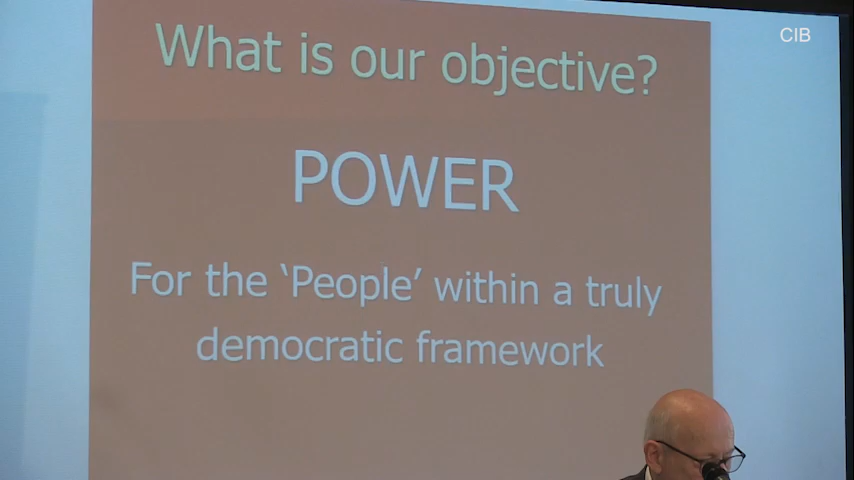 CIB
What is our objective?
POWER
For the ‘People’ within a truly
democratic framework